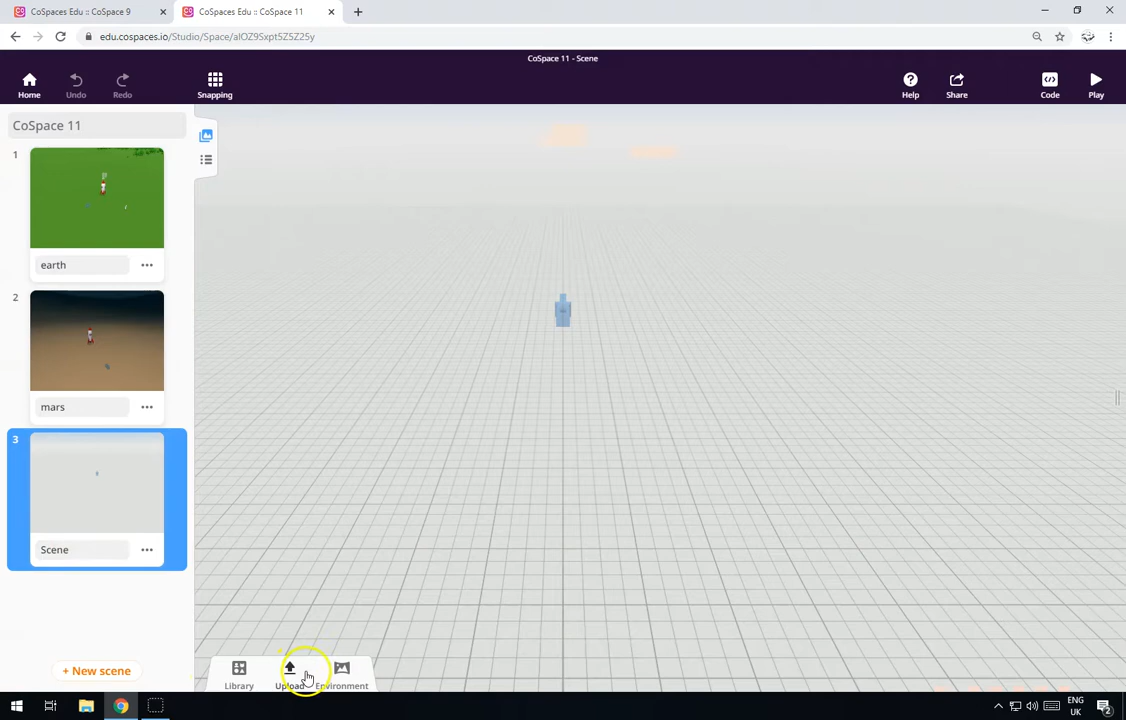 CoSpaces Edu :: CoSpace 9
CoSpaces Edu :: CoSpace 11
edu.cospaces.io/Studio/Space/alOZ9Sxpt5Z5Z25y
CoSpace 11 - Scene
Home
Undo
Redo
Snapping
Help
Share
Code
Play
CoSpace 11
1
earth
2
mars
3
Scene
+ New scene
Library
Upload
Environment
ENG
UK
2